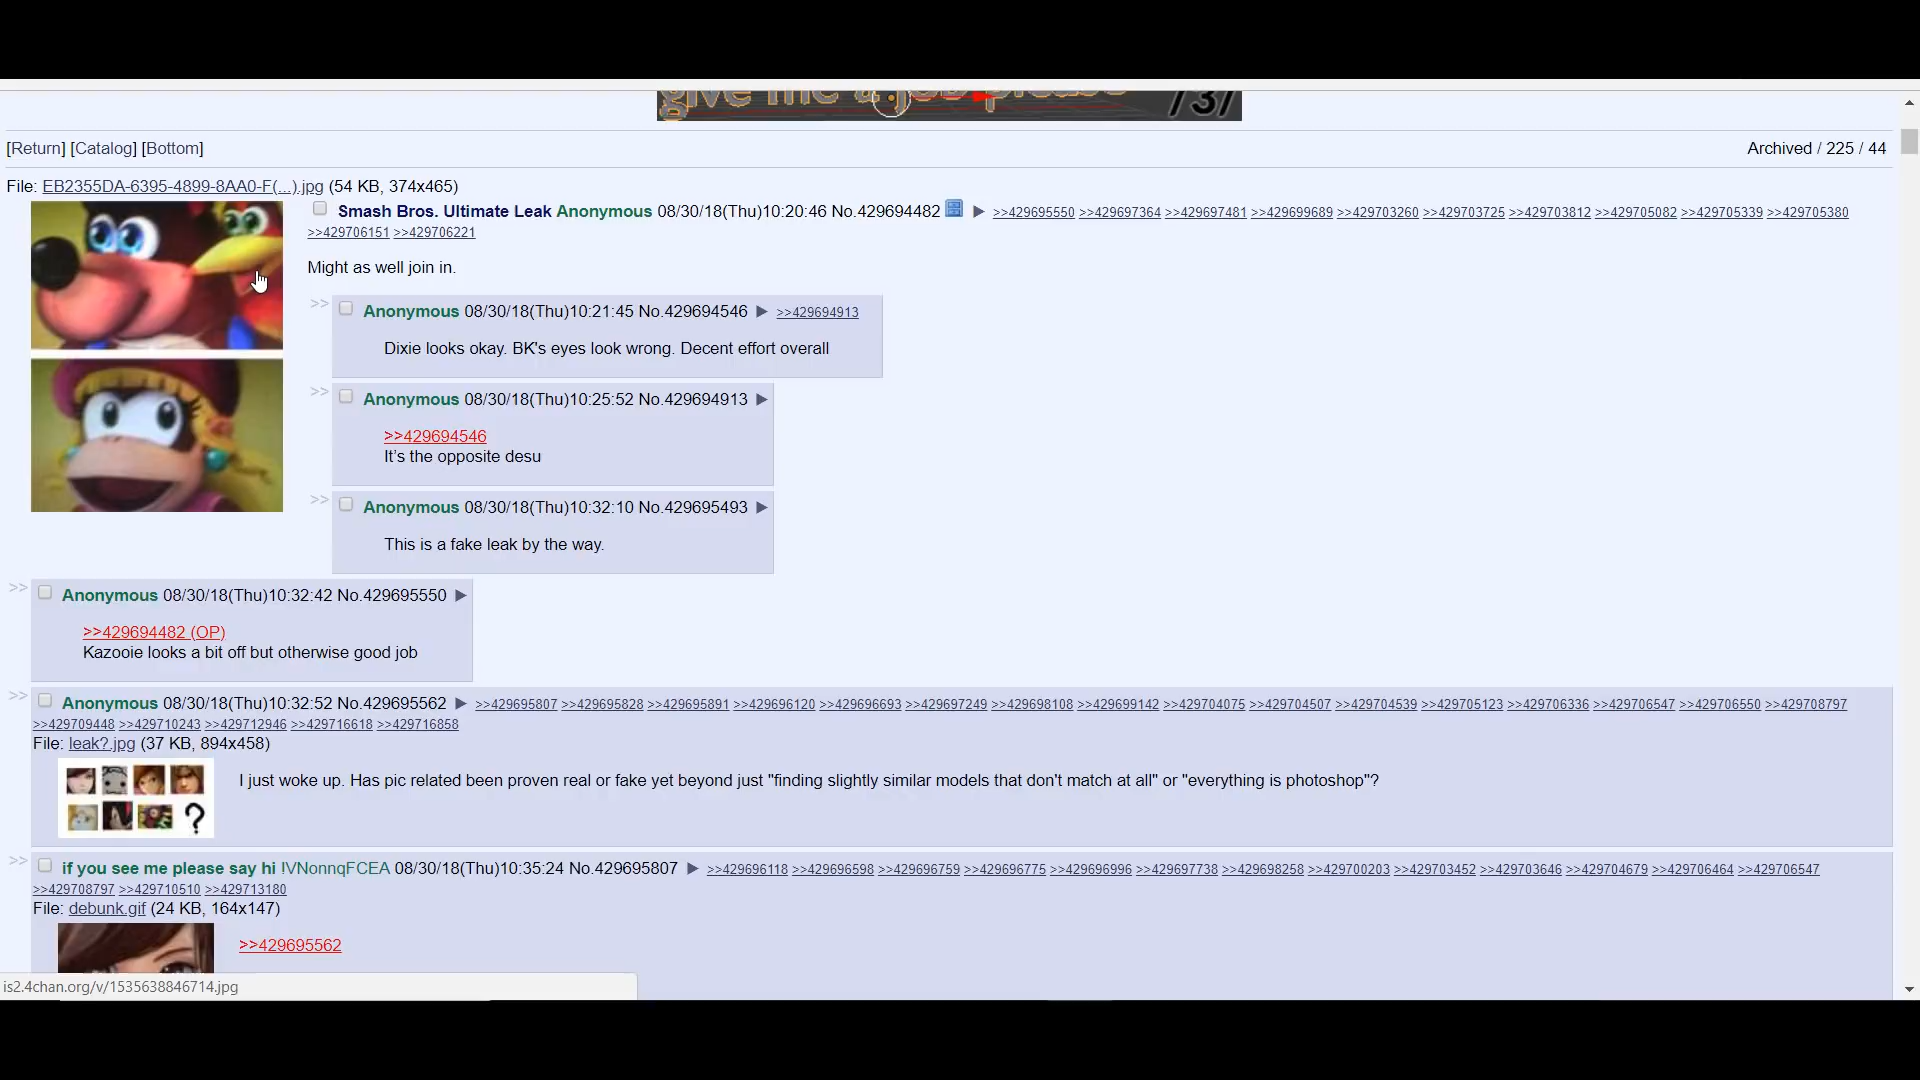 give me a job please /3/
[Return] [Catalog] [Bottom]
Archived / 225 / 44
File: EB2355DA-6395-4899-8AA0-F(...).jpg (54 KB, 374x465)
Smash Bros. Ultimate Leak Anonymous 08/30/18(Thu)10:20:46 No.429694482 ▶ >>429695550 >>429697364 >>429697481 >>429699689 >>429703260 >>429703725 >>429703812 >>429705082 >>429705339 >>429705380
>>429706151 >>429706221
Might as well join in.
>> Anonymous 08/30/18(Thu)10:21:45 No.429694546 ▶ >>429694913
Dixie looks okay. BK's eyes look wrong. Decent effort overall
>> Anonymous 08/30/18(Thu)10:25:52 No.429694913 ▶
>>429694546
It's the opposite desu
>> Anonymous 08/30/18(Thu)10:32:10 No.429695493 ▶
This is a fake leak by the way.
>> Anonymous 08/30/18(Thu)10:32:42 No.429695550 ▶
>>429694482 (OP)
Kazooie looks a bit off but otherwise good job
>> Anonymous 08/30/18(Thu)10:32:52 No.429695562 ▶ >>429695807 >>429695828 >>429695891 >>429696120 >>429696693 >>429697249 >>429698108 >>429699142 >>429704075 >>429704507 >>429704539 >>429705123 >>429706336 >>429706547 >>429706550 >>429708797
>>429709448 >>429710243 >>429712946 >>429716618 >>429716858
File: leak?.jpg (37 KB, 894x458)
?
I just woke up. Has pic related been proven real or fake yet beyond just "finding slightly similar models that don't match at all" or "everything is photoshop"?
>> if you see me please say hi !VNonnqFCEA 08/30/18(Thu)10:35:24 No.429695807 ▶ >>429696118 >>429696598 >>429696759 >>429696775 >>429696996 >>429697738 >>429698258 >>429700203 >>429703452 >>429703646 >>429704679 >>429706464 >>429706547
>>429708797 >>429710510 >>429713180
File: debunk.gif (24 KB, 164x147)
>>429695562
is2.4chan.org/v/1535638846714.jpg